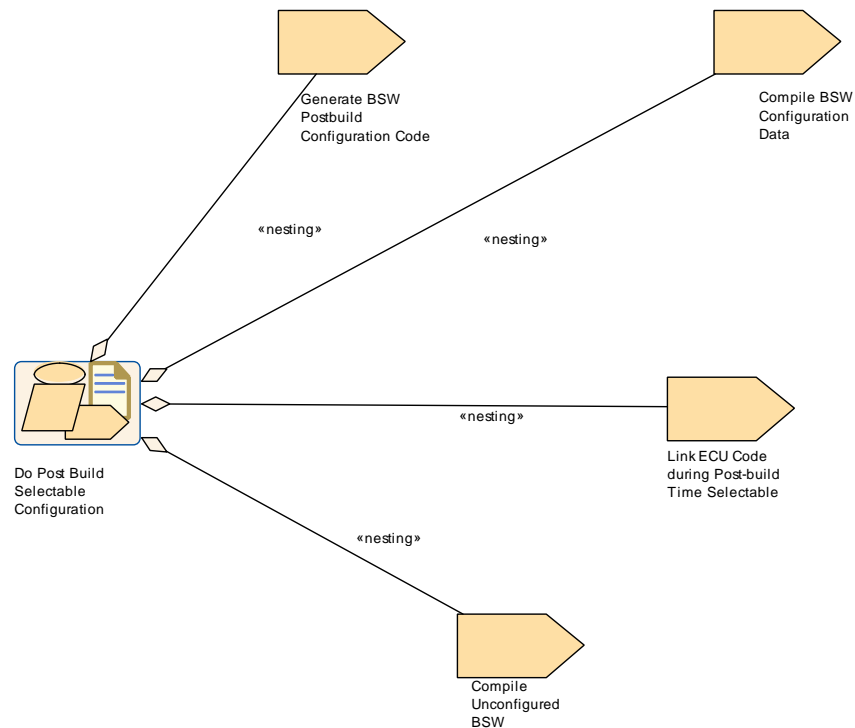 Generate BSW
Postbuild
Configuration Code
Compile BSW
Configuration
Data
«nesting»
«nesting»
«nesting»
Link ECU Code
during Post-build
Time Selectable
Do Post Build
Selectable
Configuration
«nesting»
Compile
Unconfigured
BSW